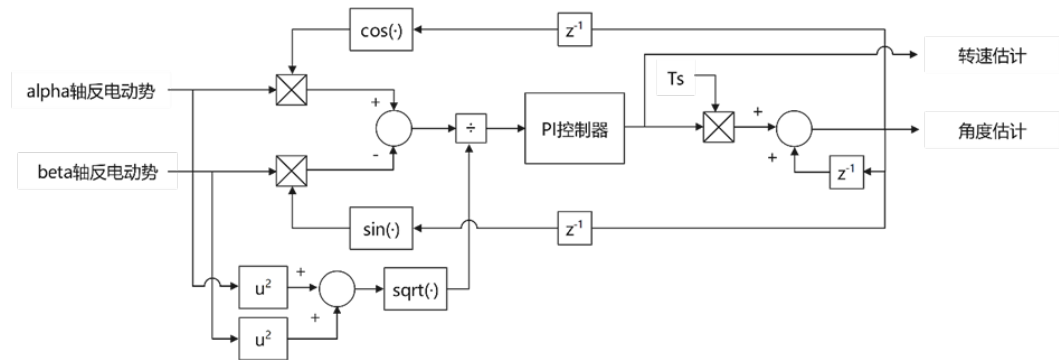 cos(·)
z⁻¹
转速估计
alpha轴反电动势
Ts
+
+
÷
PI控制器
角度估计
-
+
beta轴反电动势
z⁻¹
sin(·)
z⁻¹
u²
+
sqrt(·)
+
u²